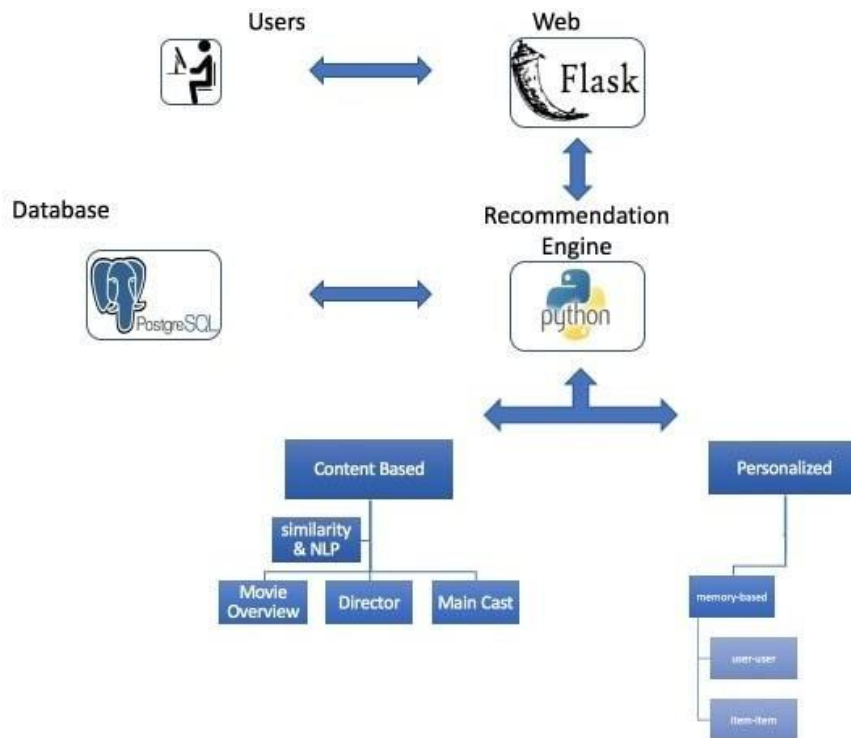 Users
Web
Flask
Database
Recommendation
Engine
PostgreSQL
python
Content Based
Personalized
similarity
& NLP
Movie
Overview
Director
Main Cast
memory-based
user-user
item-item